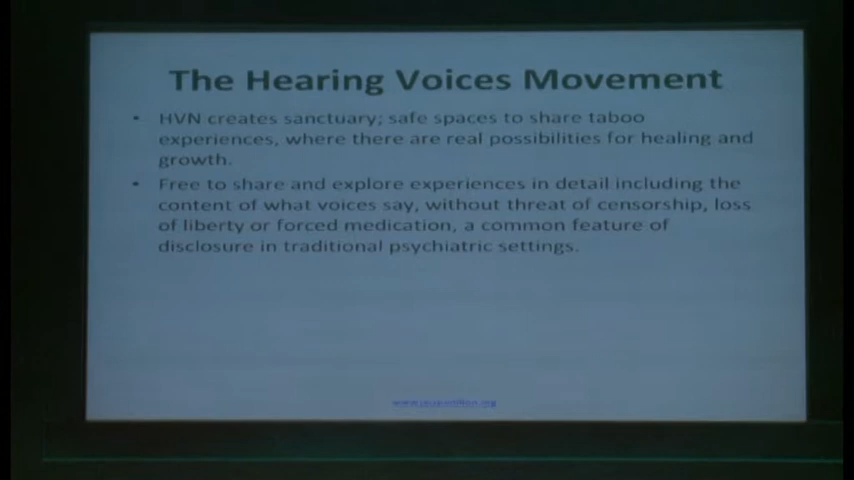 The Hearing Voices Movement
• HVN creates sanctuary; safe spaces to share taboo
experiences, where there are real possibilities for healing and
growth.
• Free to share and explore experiences in detail including the
content of what voices say, without threat of censorship, loss
of liberty or forced medication, a common feature of
disclosure in traditional psychiatric settings.